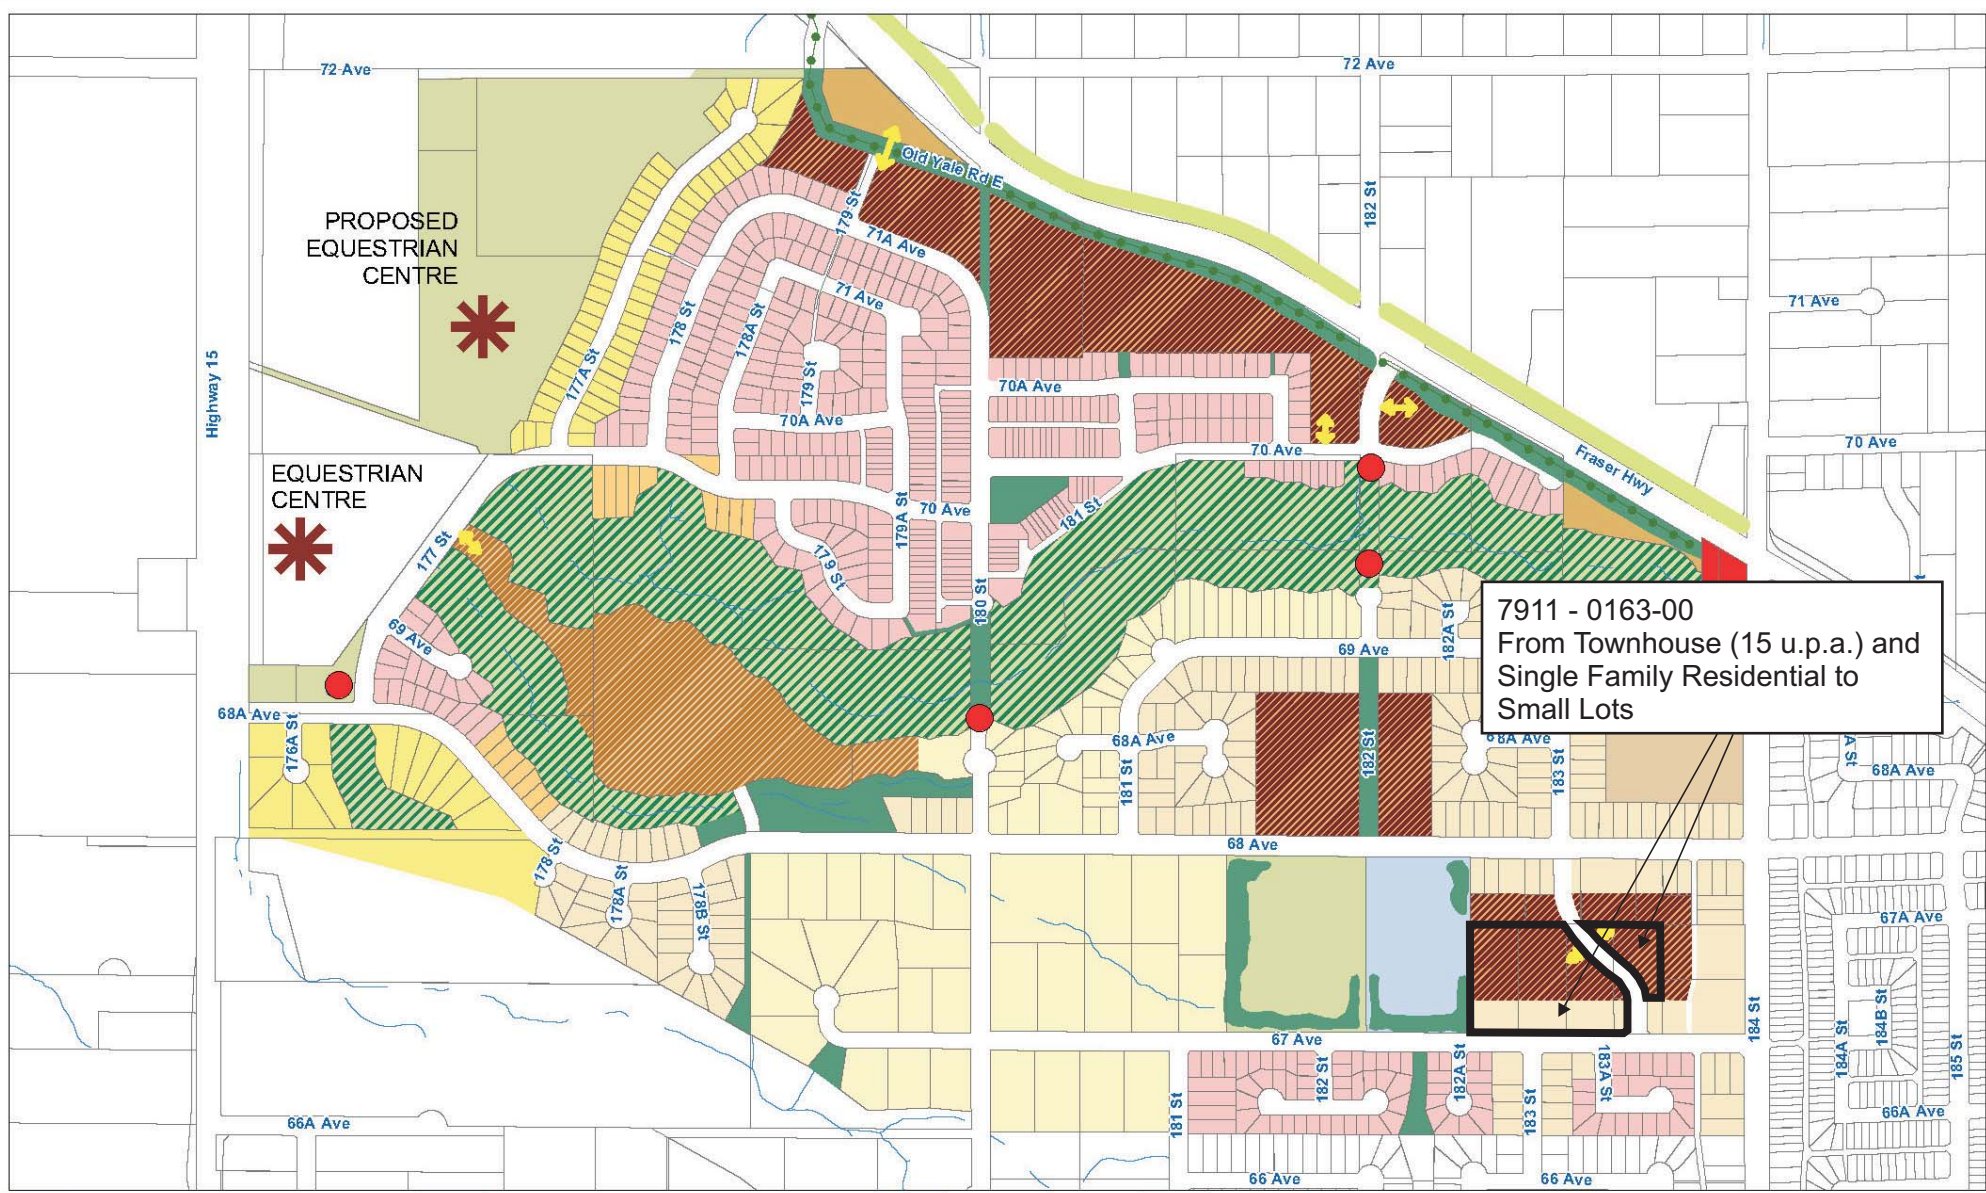 72 Ave
72 Ave
Old Yale Rd E
182 St
PROPOSED
EQUESTRIAN
CENTRE
179 St
71A Ave
71 Ave
71 Ave
178 St
178A St
Highway 15
177A St
179 St
70A Ave
70A Ave
70 Ave
70 Ave
Fraser Hwy
EQUESTRIAN
CENTRE
70 Ave
179A St
181 St
177 St
179 St
180 St
7911 - 0163-00
From Townhouse (15 u.p.a.) and
Single Family Residential to
Small Lots
69 Ave
182A St
69 Ave
68A Ave
176A St
68A Ave
181 St
182 St
68A Ave
183 St
A St
68A Ave
68 Ave
178 St
178A St
178B St
67A Ave
184 St
184A St
184B St
185 St
67 Ave
181 St
182 St
182A St
183 St
183A St
66A Ave
66A Ave
66 Ave
66 Ave